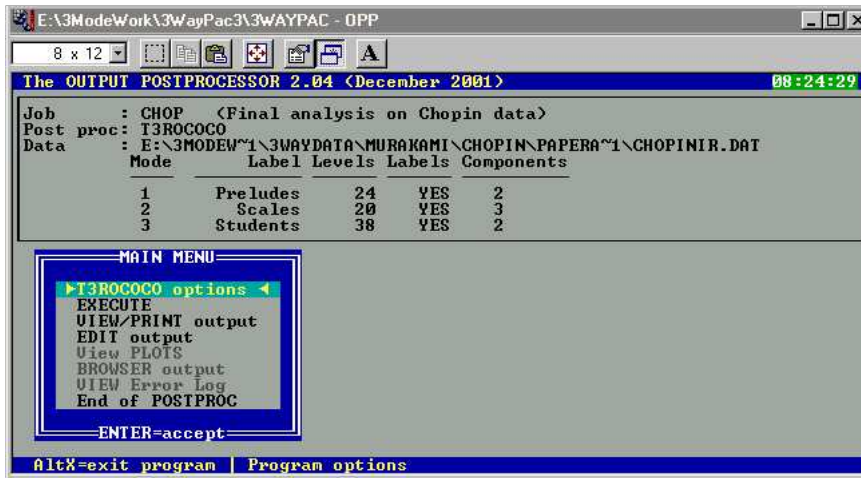 E:\3ModeWork\3WayPac3\3WAYPAC - OPP
8 x 12 A
The OUTPUT POSTPROCESSOR 2.04 (December 2001) 08:24:29
Job : CHOP (Final analysis on Chopin data)
Post proc: T3ROCOCO
Data : E:\3MODEW~1\3WAYDATA\MURAKAMI\CHOPIN\PAPERA~1\CHOPINIR.DAT
Mode Label Levels Labels Components
1 Preludes 24 YES 2
2 Scales 20 YES 3
3 Students 38 YES 2
MAIN MENU
T3ROCOCO options
EXECUTE
VIEW/PRINT output
EDIT output
View PLOTS
BROWSER output
VIEW Error Log
End of POSTPROC
ENTER=accept
AltX=exit program | Program options